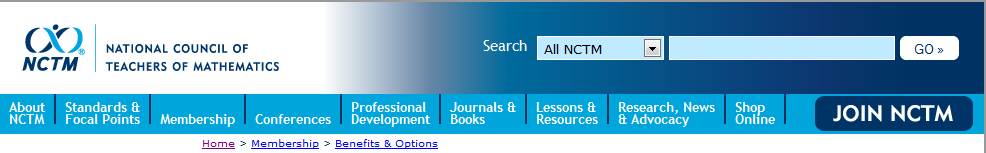 NATIONAL COUNCIL OF
TEACHERS OF MATHEMATICS
NCTM
®
Search All NCTM GO »
About
NCTM
Standards &
Focal Points
Membership
Conferences
Professional
Development
Journals &
Books
Lessons &
Resources
Research, News
& Advocacy
Shop
Online
JOIN NCTM
Home > Membership > Benefits & Options